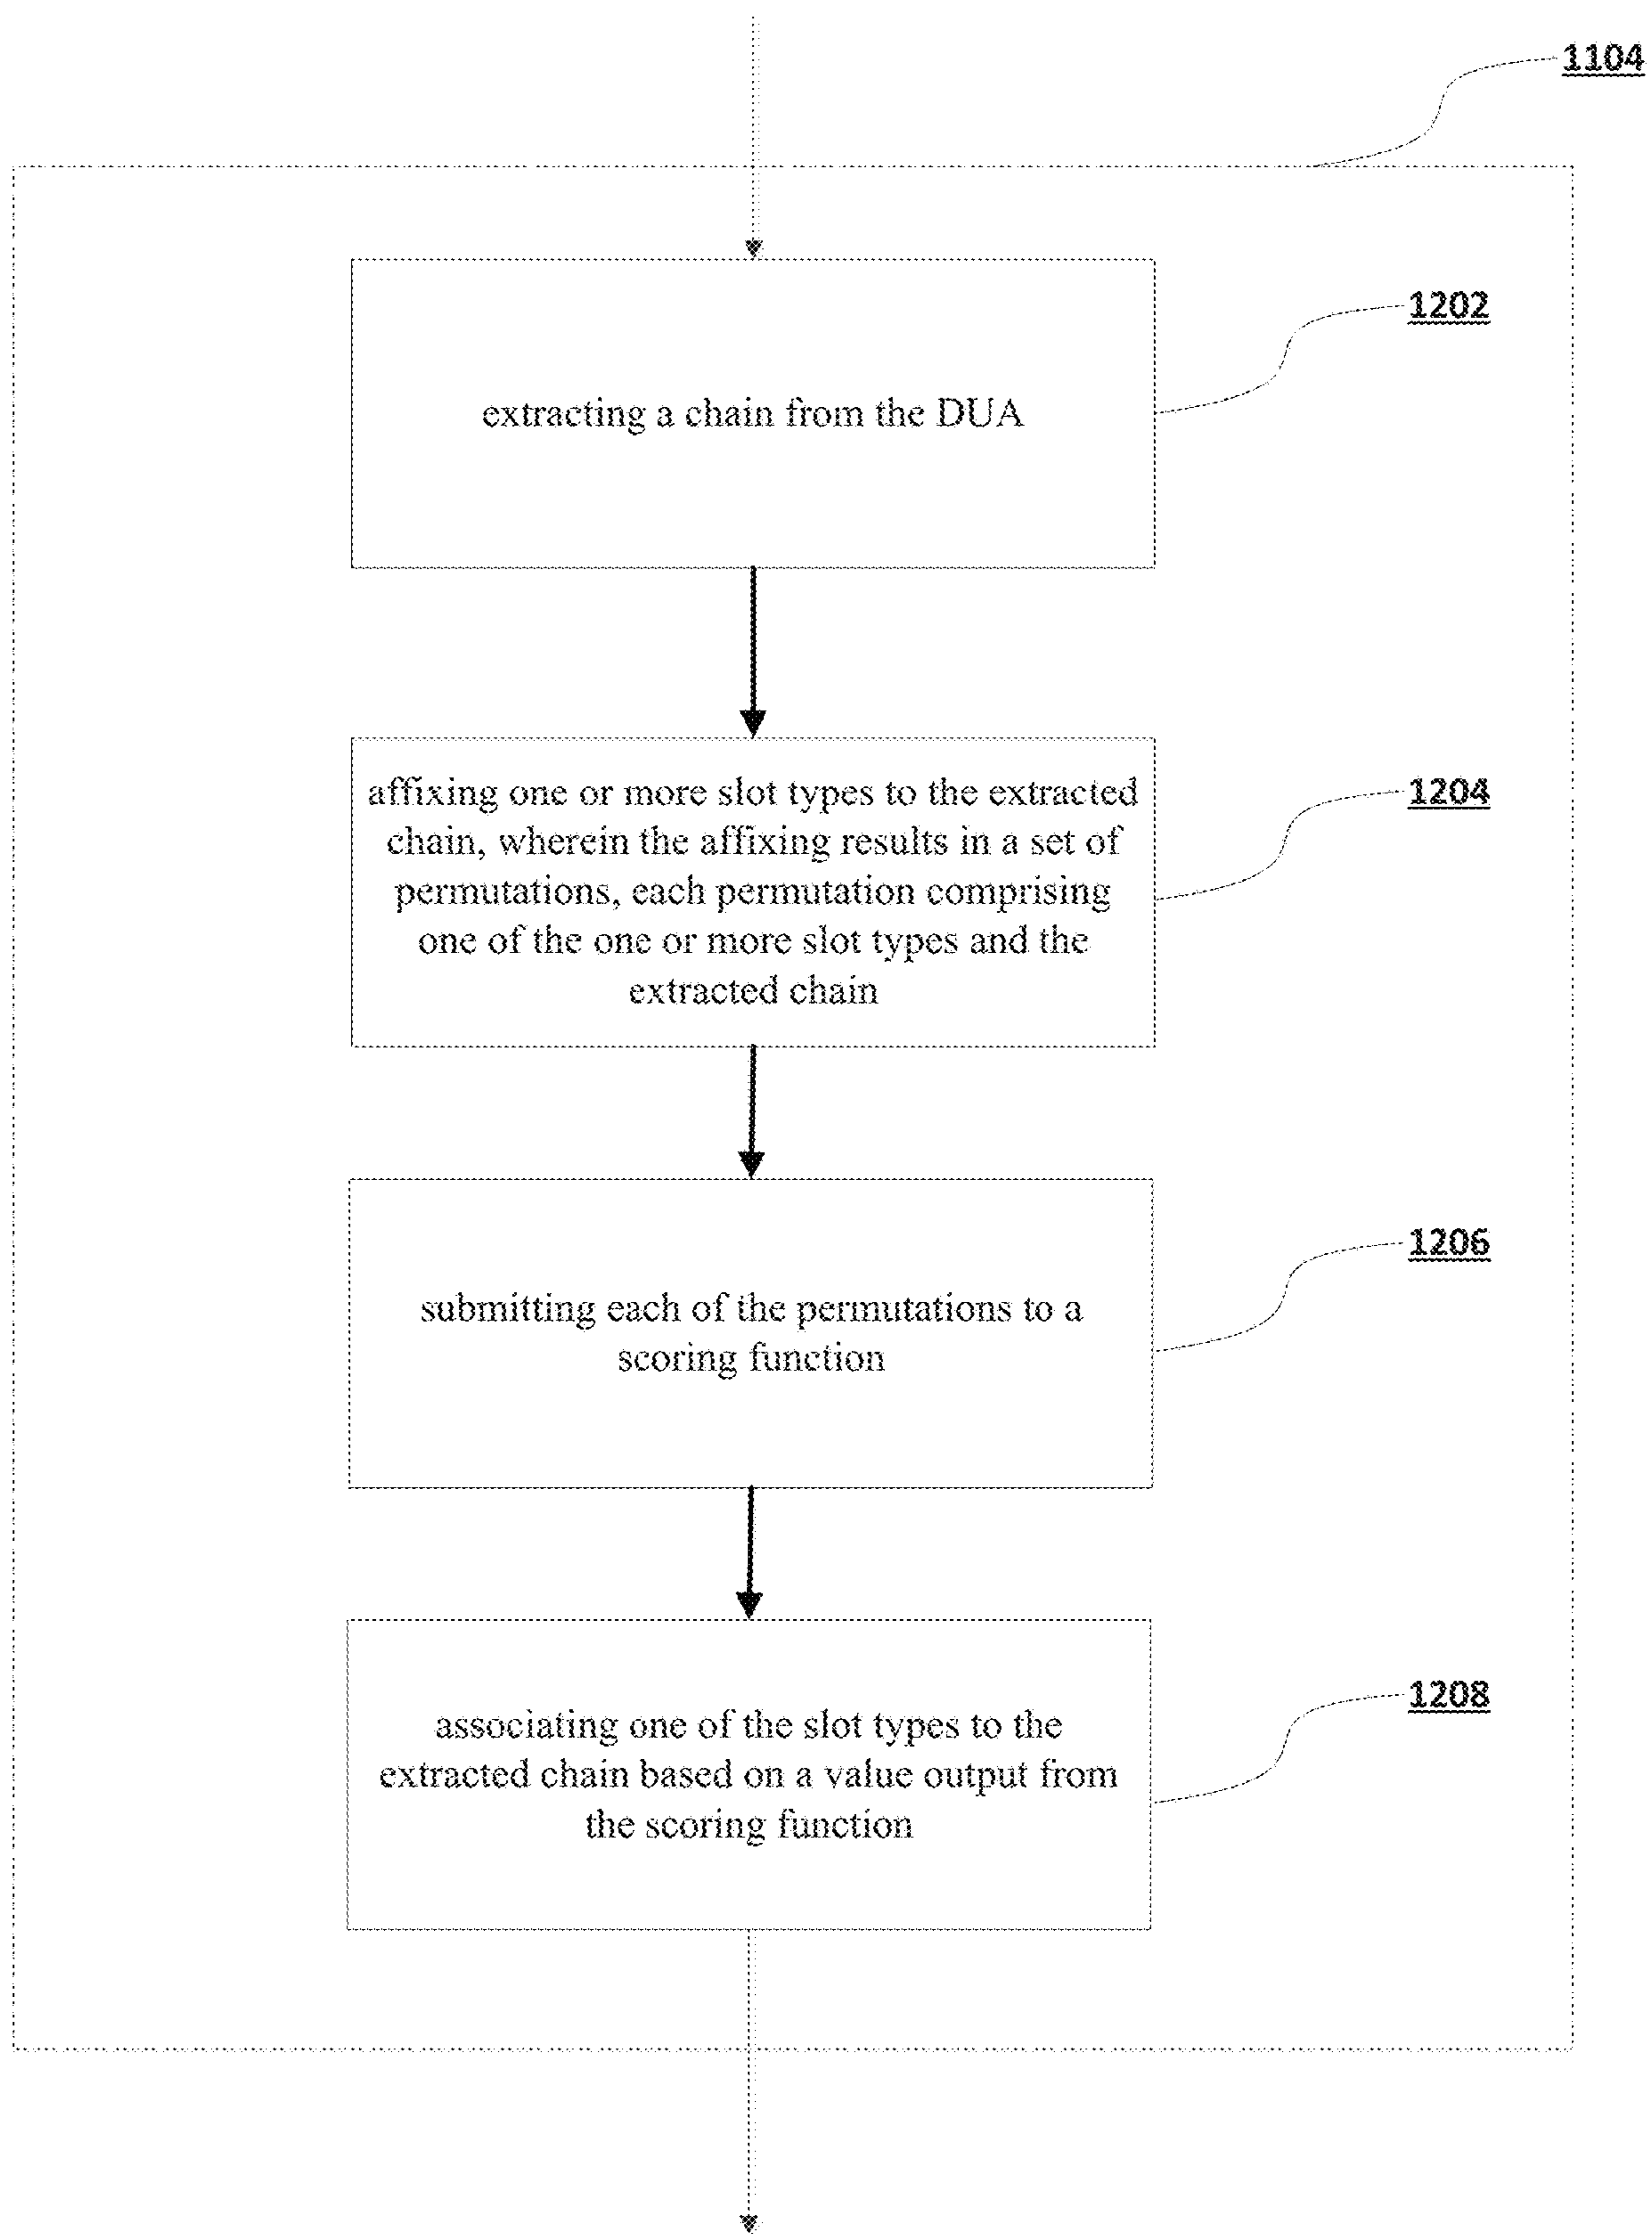 1104
1202
extracting a chain from the DUA
1204
affixing one or more slot types to the extracted
chain, wherein the affixing results in a set of
permutations, each permutation comprising
one of the one or more slot types and the
extracted chain
1206
submitting each of the permutations to a
scoring function
1208
associating one of the slot types to the
extracted chain based on a value output from
the scoring function